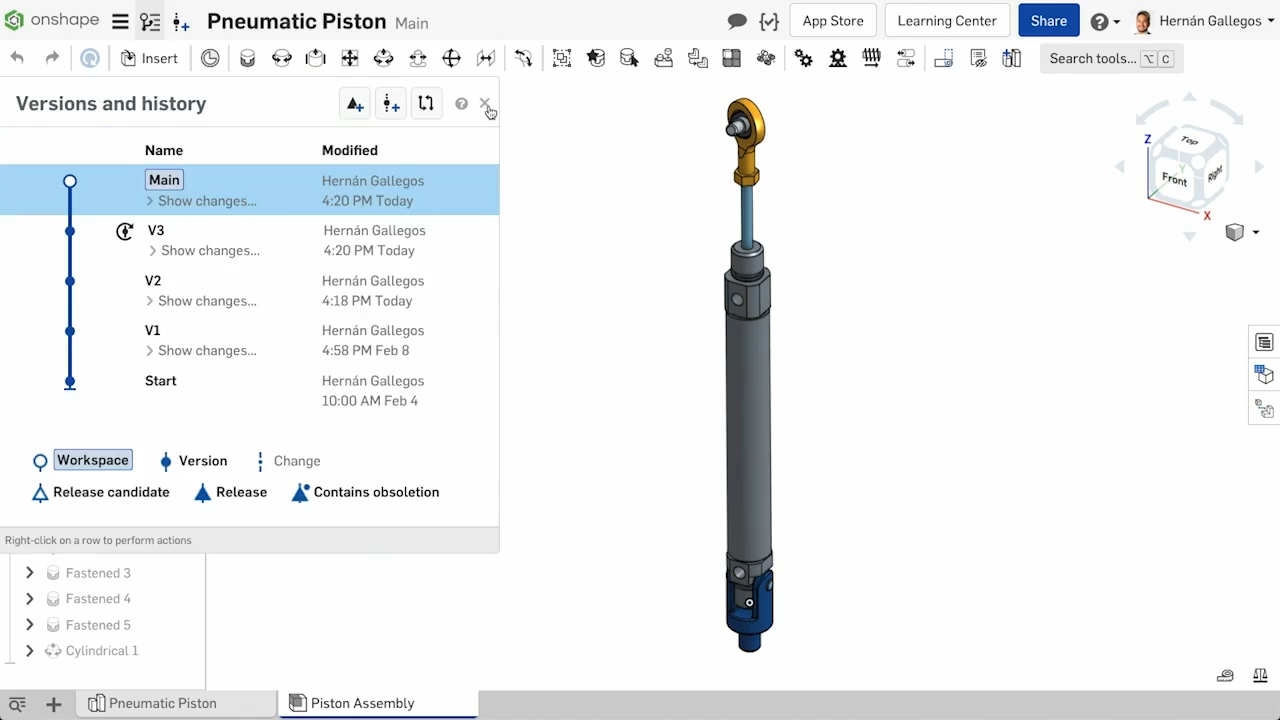 onshape
Pneumatic Piston Main
App Store
Learning Center
Share
Hernán Gallegos
Insert
Search tools... ⌥ C
Versions and history
Name Modified
Main Hernán Gallegos
Show changes... 4:20 PM Today
V3 Hernán Gallegos
Show changes... 4:20 PM Today
V2 Hernán Gallegos
Show changes... 4:18 PM Today
V1 Hernán Gallegos
Show changes... 4:58 PM Feb 8
Start Hernán Gallegos
10:00 AM Feb 4
Workspace Version Change
Release candidate Release Contains obsoletion
Right-click on a row to perform actions
Fastened 3
Fastened 4
Fastened 5
Cylindrical 1
Z
Top
Y
Front
Right
X
Pneumatic Piston
Piston Assembly